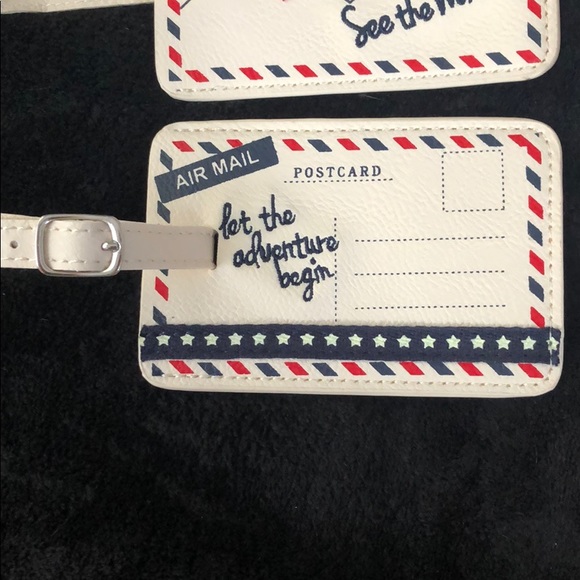 See the
AIR MAIL
POSTCARD
let the
adventure
begin